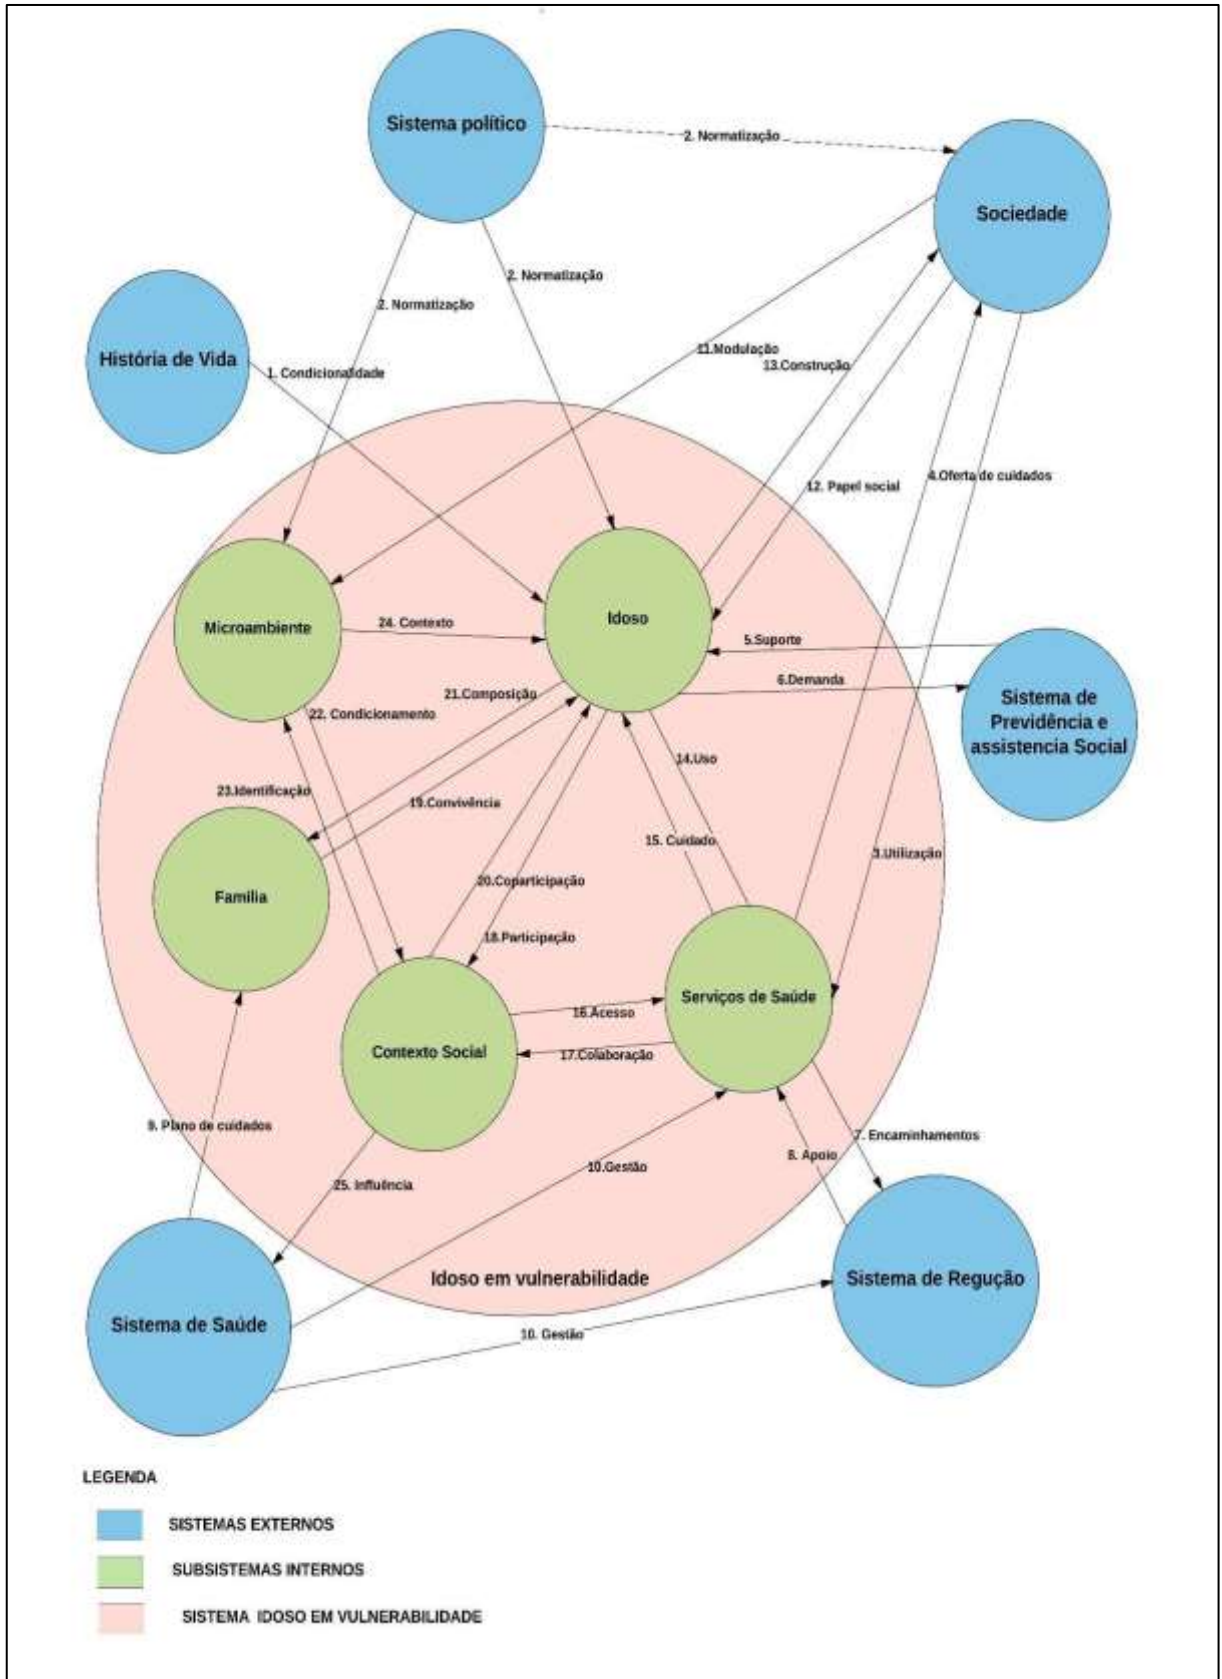 Sistema político
2. Normatização
Sociedade
2. Normatização
2. Normatização
História de Vida
1. Condicionalidade
11.Modulação
13.Construção
12. Papel social
4.Oferta de cuidados
Microambiente
24. Contexto
Idoso
5.Suporte
6.Demanda
Sistema de
Previdência e
assistencia Social
21.Composição
22. Condicionamento
14.Uso
23.Identificação
19.Convivência
15. Cuidado
3.Utilização
Família
20.Coparticipação
18.Participação
Serviços de Saúde
16.Acesso
Contexto Social
17.Colaboração
9. Plano de cuidados
7. Encaminhamentos
8. Apoio
10.Gestão
25. Influência
Idoso em vulnerabilidade
Sistema de Regução
Sistema de Saúde
10. Gestão
LEGENDA
SISTEMAS EXTERNOS
SUBSISTEMAS INTERNOS
SISTEMA IDOSO EM VULNERABILIDADE